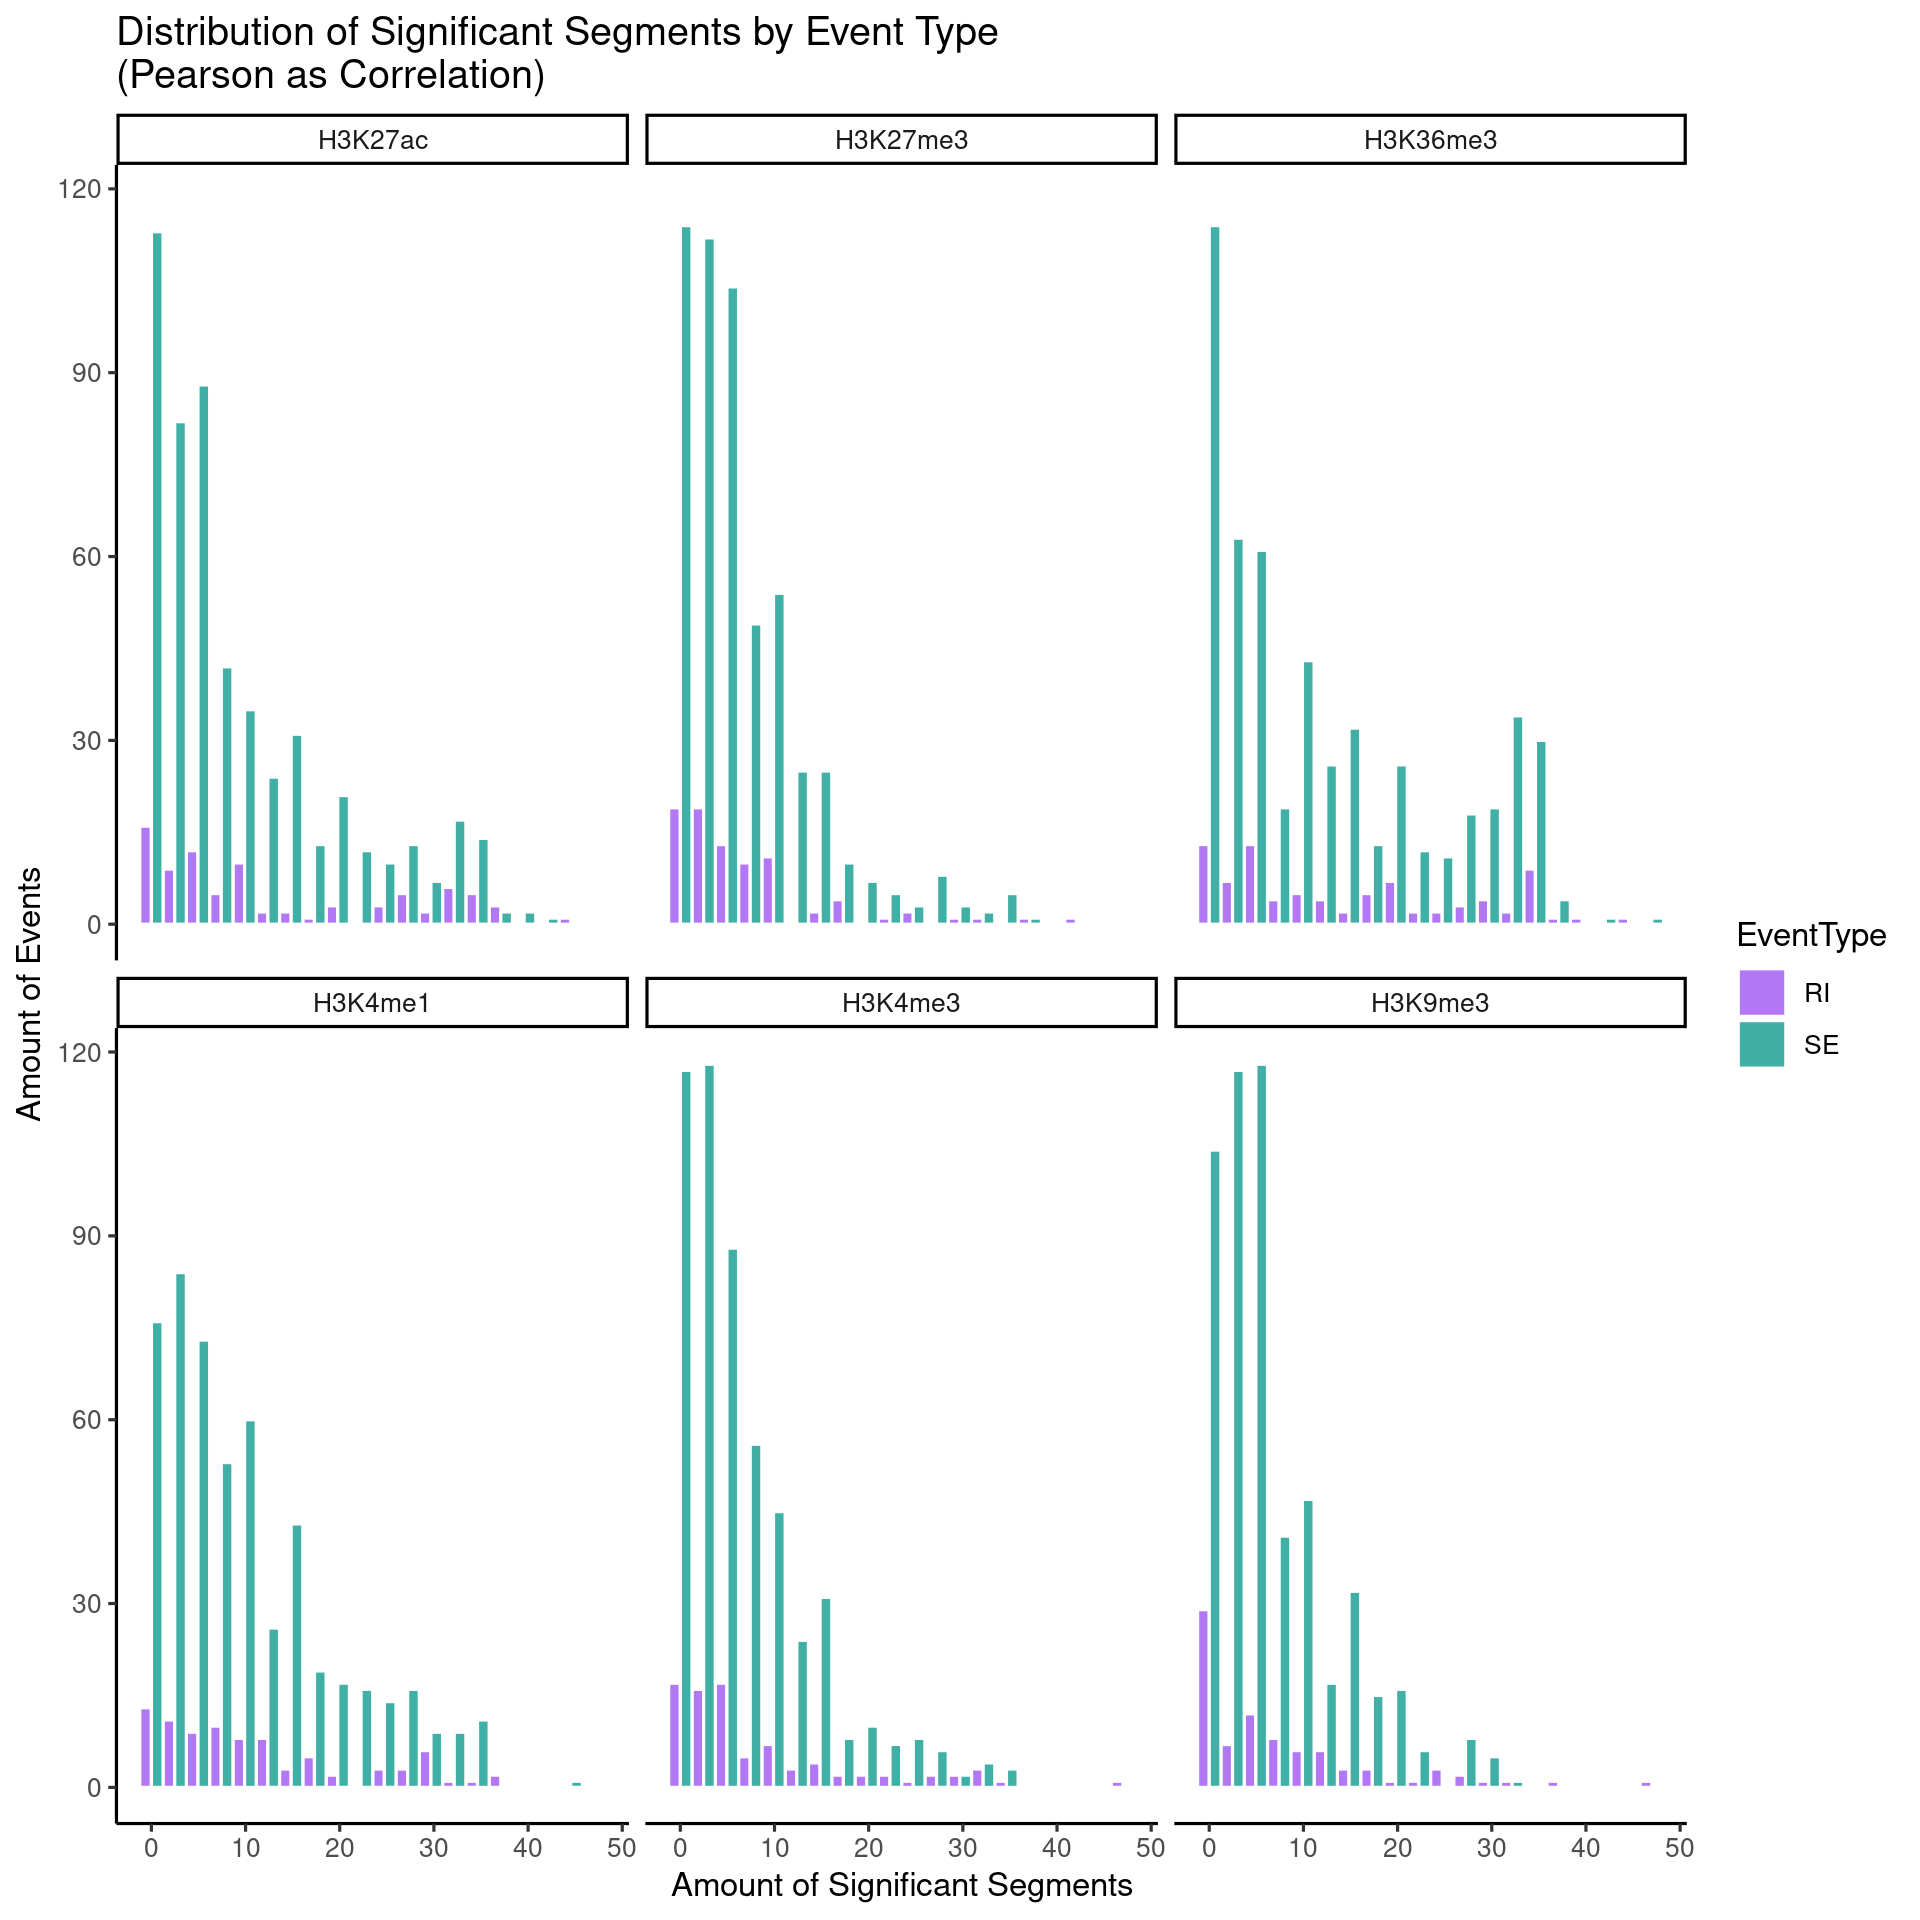 Distribution of Significant Segments by Event Type
(Pearson as Correlation)
H3K27ac
H3K27me3
H3K36me3
120
90
60
30
0
Amount of Events
H3K4me1
H3K4me3
H3K9me3
120
90
60
30
0
0 10 20 30 40 50
0 10 20 30 40 50
0 10 20 30 40 50
Amount of Significant Segments
EventType
RI
SE